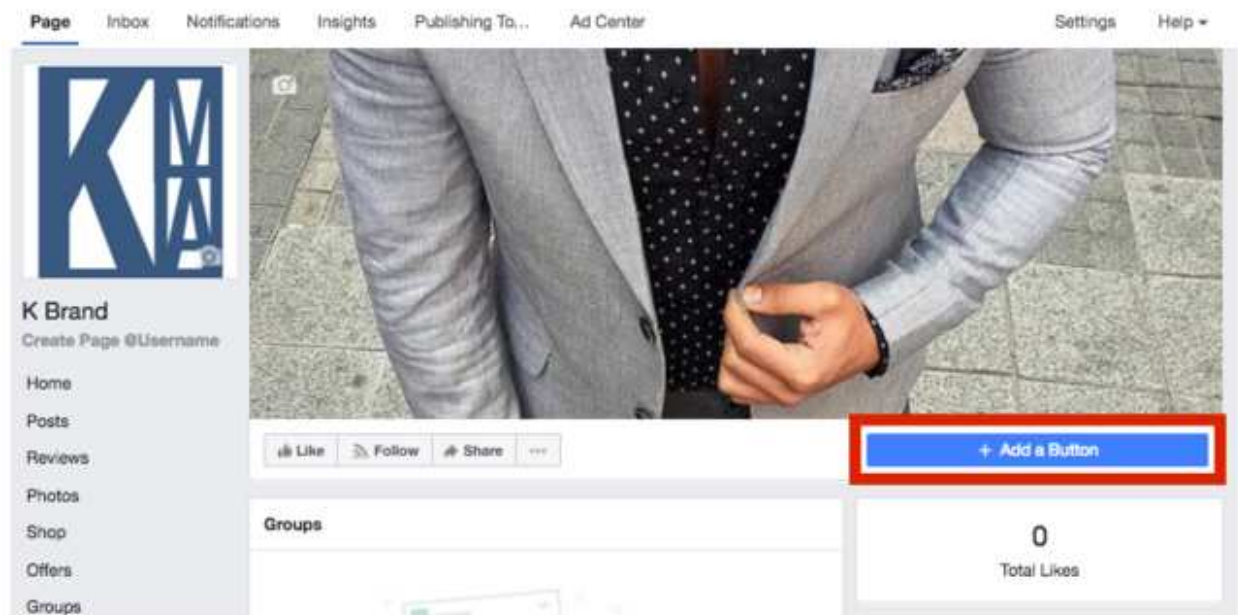 Page Inbox Notifications Insights Publishing To... Ad Center Settings Help
KMA
K Brand
Create Page @Username
Home
Posts
Reviews
Photos
Shop
Offers
Groups
Like Follow Share ...
+ Add a Button
Groups
0
Total Likes